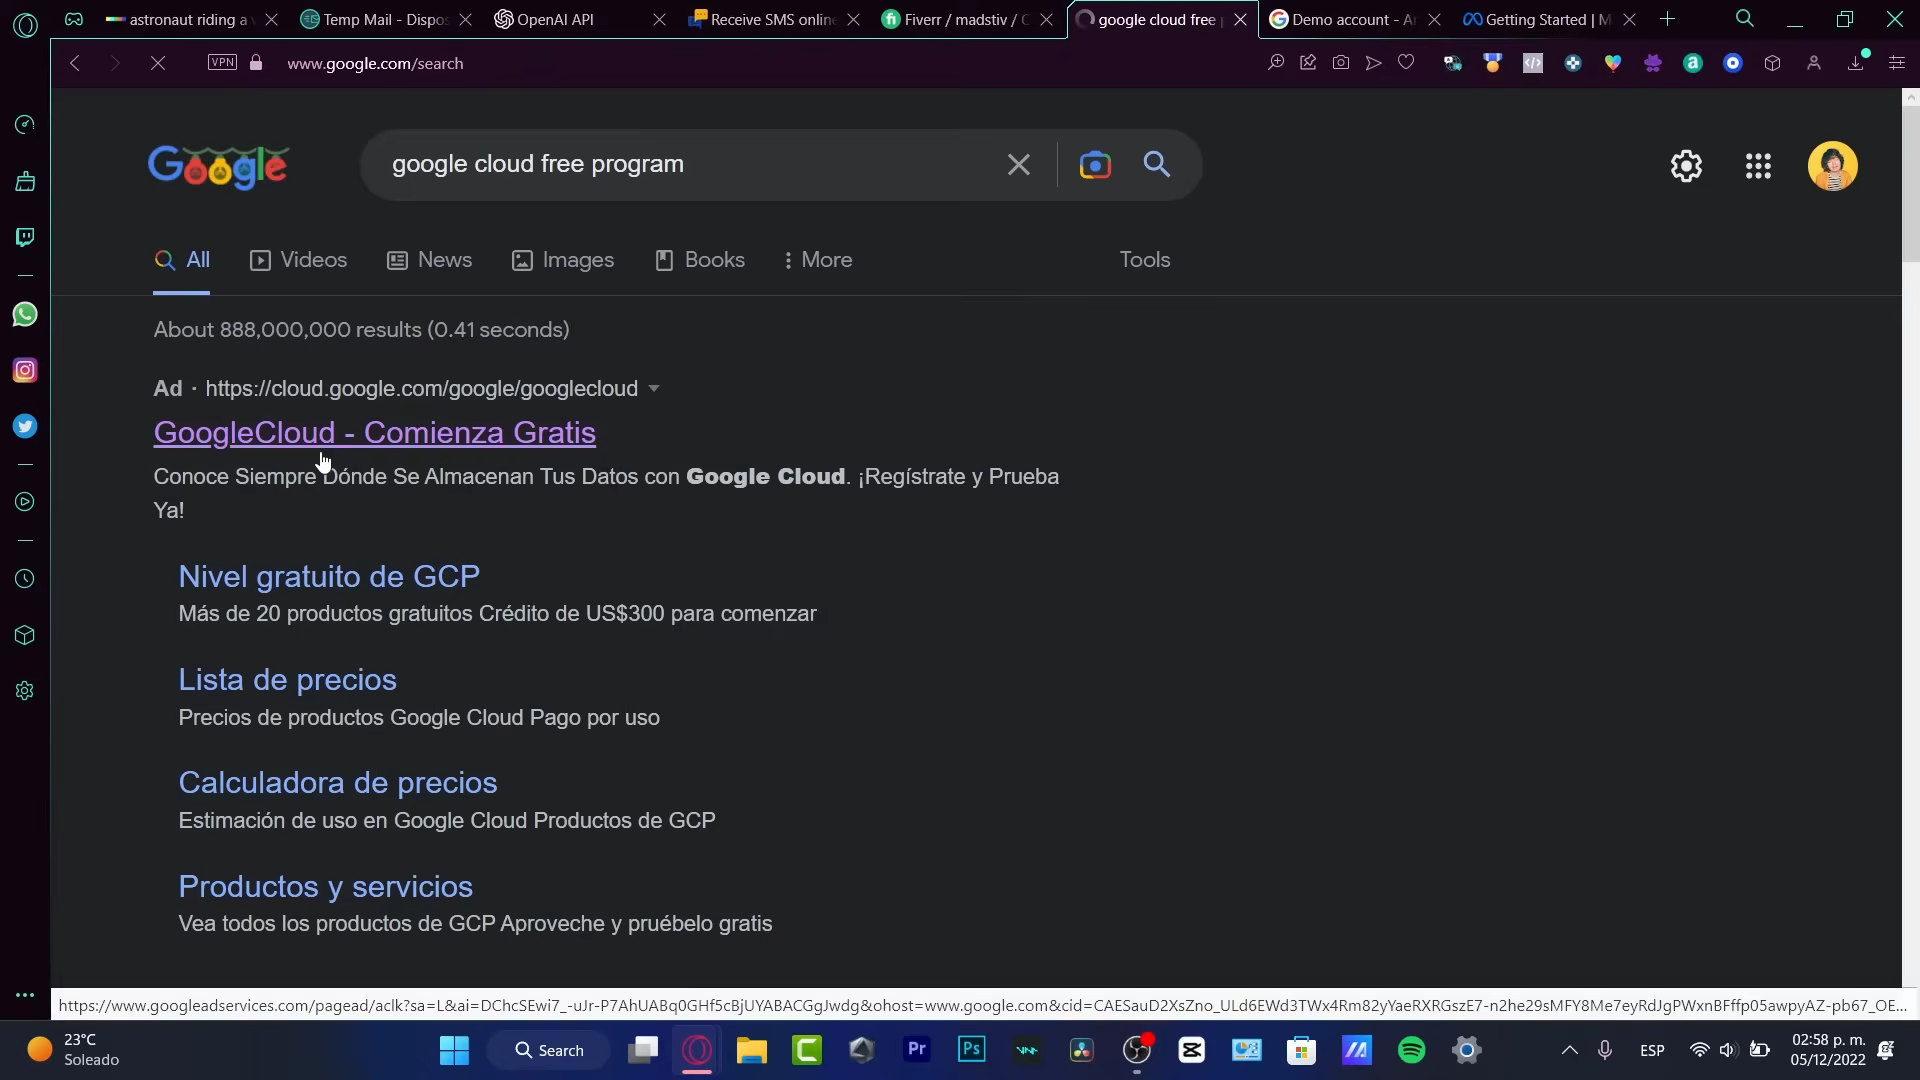 astronaut riding a
Temp Mail - Dispos
OpenAI API
Receive SMS online
Fiverr / madstiv / C
google cloud free
Demo account - A
Getting Started | M
VPN
www.google.com/search
Google
google cloud free program
All
Videos
News
Images
Books
More
Tools
About 888,000,000 results (0.41 seconds)
Ad · https://cloud.google.com/google/googlecloud
GoogleCloud - Comienza Gratis
Conoce Siempre Dónde Se Almacenan Tus Datos con Google Cloud. ¡Regístrate y Prueba
Ya!
Nivel gratuito de GCP
Más de 20 productos gratuitos Crédito de US$300 para comenzar
Lista de precios
Precios de productos Google Cloud Pago por uso
Calculadora de precios
Estimación de uso en Google Cloud Productos de GCP
Productos y servicios
Vea todos los productos de GCP Aproveche y pruébelo gratis
https://www.googleadservices.com/pagead/aclk?sa=L&ai=DChcSEwi7_-uJr-P7AhUABq0GHf5cBjUYABACGgJwdg&ohost=www.google.com&cid=CAESauD2XsZno_ULd6EWd3TWx4Rm82yYaeRXRGszE7-n2he29sMFY8Me7eyRdJgPWxnBFffp05awpyAZ-pb67_OE...
23°C
Soleado
Search
Pr
Ps
ESP
02:58 p. m.
05/12/2022